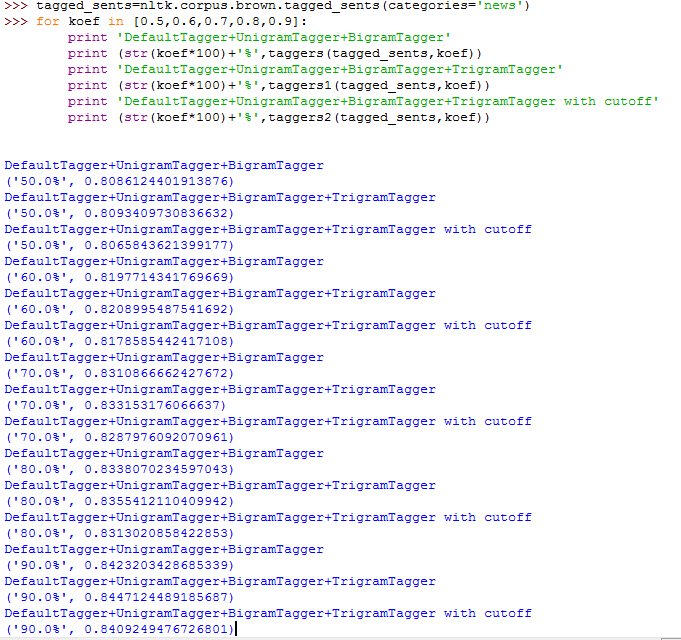 >>> tagged_sents=nltk.corpus.brown.tagged_sents(categories='news')
>>> for koef in [0.5,0.6,0.7,0.8,0.9]:
        print 'DefaultTagger+UnigramTagger+BigramTagger'
        print (str(koef*100)+'%',taggers(tagged_sents,koef))
        print 'DefaultTagger+UnigramTagger+BigramTagger+TrigramTagger'
        print (str(koef*100)+'%',taggers1(tagged_sents,koef))
        print 'DefaultTagger+UnigramTagger+BigramTagger+TrigramTagger with cutoff'
        print (str(koef*100)+'%',taggers2(tagged_sents,koef))
DefaultTagger+UnigramTagger+BigramTagger
('50.0%', 0.8086124401913876)
DefaultTagger+UnigramTagger+BigramTagger+TrigramTagger
('50.0%', 0.8093409730836632)
DefaultTagger+UnigramTagger+BigramTagger+TrigramTagger with cutoff
('50.0%', 0.8065843621399177)
DefaultTagger+UnigramTagger+BigramTagger
('60.0%', 0.8197714341769669)
DefaultTagger+UnigramTagger+BigramTagger+TrigramTagger
('60.0%', 0.8208995487541692)
DefaultTagger+UnigramTagger+BigramTagger+TrigramTagger with cutoff
('60.0%', 0.8178585442417108)
DefaultTagger+UnigramTagger+BigramTagger
('70.0%', 0.8310866662427672)
DefaultTagger+UnigramTagger+BigramTagger+TrigramTagger
('70.0%', 0.833153176066637)
DefaultTagger+UnigramTagger+BigramTagger+TrigramTagger with cutoff
('70.0%', 0.8287976092070961)
DefaultTagger+UnigramTagger+BigramTagger
('80.0%', 0.8338070234597043)
DefaultTagger+UnigramTagger+BigramTagger+TrigramTagger
('80.0%', 0.8355412110409942)
DefaultTagger+UnigramTagger+BigramTagger+TrigramTagger with cutoff
('80.0%', 0.8313020858422853)
DefaultTagger+UnigramTagger+BigramTagger
('90.0%', 0.8423203428685339)
DefaultTagger+UnigramTagger+BigramTagger+TrigramTagger
('90.0%', 0.8447124489185687)
DefaultTagger+UnigramTagger+BigramTagger+TrigramTagger with cutoff
('90.0%', 0.8409249476726801)